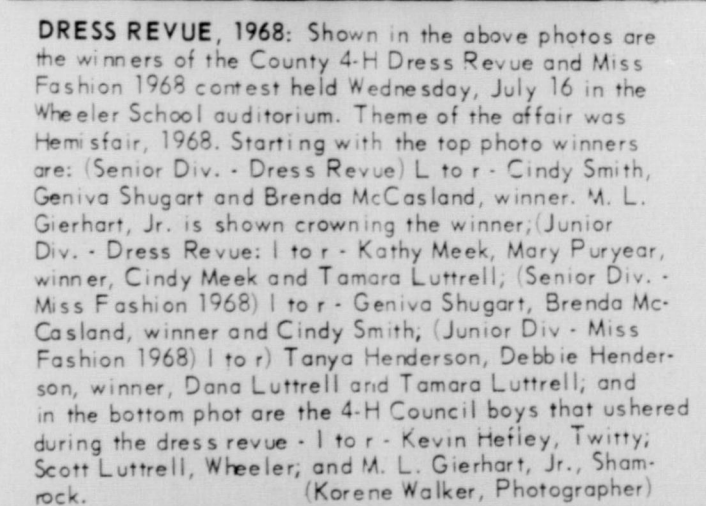 DRESS REVUE, 1968: Shown in the above photos are
the winners of the County 4-H Dress Revue and Miss
Fashion 1968 contest held Wednesday, July 16 in the
Wheeler School auditorium. Theme of the affair was
Hemisfair, 1968. Starting with the top photo winners
are: (Senior Div. - Dress Revue) L to r - Cindy Smith,
Geniva Shugart and Brenda McCasland, winner. M. L.
Gierhart, Jr. is shown crowning the winner;(Junior
Div. - Dress Revue: l to r - Kathy Meek, Mary Puryear,
winner, Cindy Meek and Tamara Luttrell; (Senior Div. -
Miss Fashion 1968) l to r - Geniva Shugart, Brenda Mc-
Casland, winner and Cindy Smith; (Junior Div - Miss
Fashion 1968) l to r) Tanya Henderson, Debbie Hender-
son, winner, Dana Luttrell and Tamara Luttrell; and
in the bottom phot are the 4-H Council boys that ushered
during the dress revue - l to r - Kevin Hefley, Twitty;
Scott Luttrell, Wheeler; and M. L. Gierhart, Jr., Sham-
rock. (Korene Walker, Photographer)